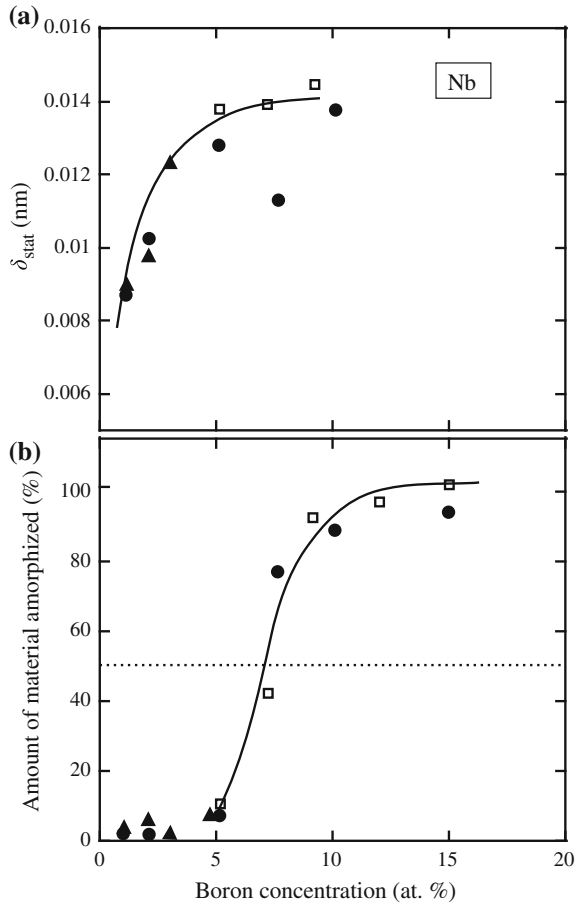 (a)
0.016
0.014
0.012
0.01
0.008
0.006
δstat (nm)
Nb
(b)
100
80
60
40
20
0
Amount of material amorphized (%)
0 5 10 15 20
Boron concentration (at. %)